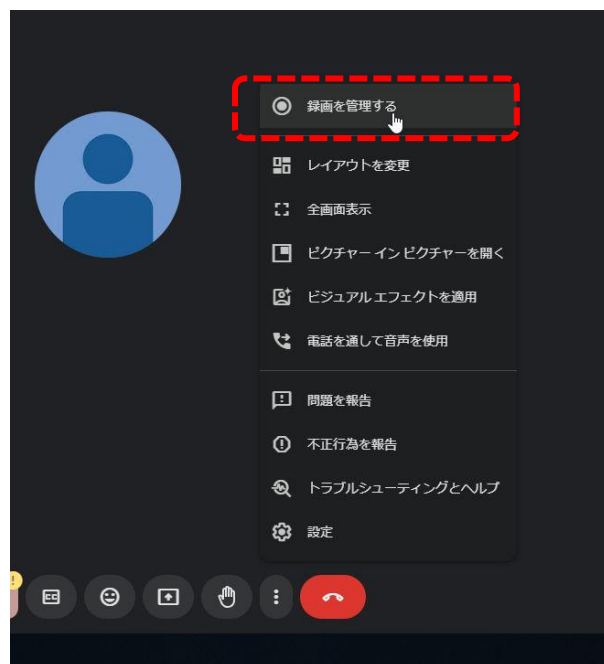 録画を管理する
レイアウトを変更
全画面表示
ピクチャー イン ピクチャーを開く
ビジュアル エフェクトを適用
電話を通して音声を使用
問題を報告
不正行為を報告
トラブルシューティングとヘルプ
設定